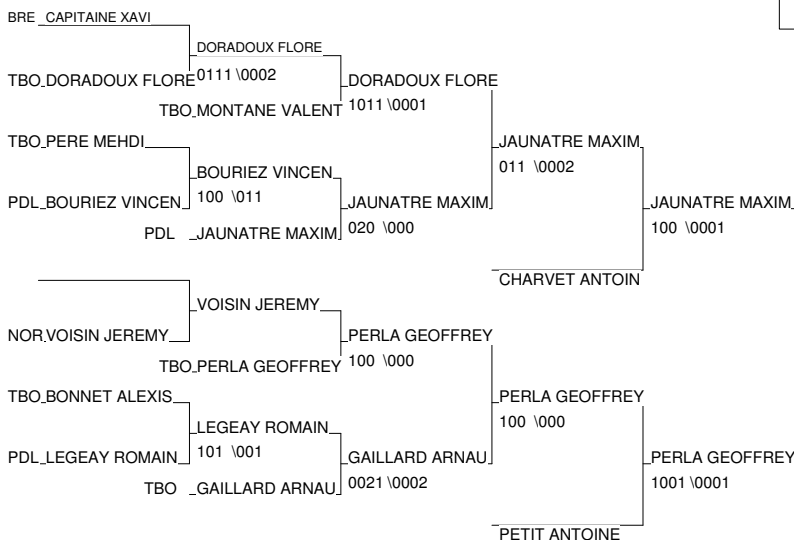 BRE CAPITAINE XAVI
DORADOUX FLORE
TBO DORADOUX FLORE 0111 \0002 DORADOUX FLORE
TBO MONTANE VALENT 1011 \0001
TBO PERE MEHDI JAUNATRE MAXIM
BOURIEZ VINCEN 011 \0002
PDL BOURIEZ VINCEN 100 \011 JAUNATRE MAXIM JAUNATRE MAXIM
PDL JAUNATRE MAXIM 020 \000 100 \0001
CHARVET ANTOIN
VOISIN JEREMY
NOR VOISIN JEREMY PERLA GEOFFREY
TBO PERLA GEOFFREY 100 \000
TBO BONNET ALEXIS PERLA GEOFFREY
LEGEAY ROMAIN 100 \000
PDL LEGEAY ROMAIN 101 \001 GAILLARD ARNAU PERLA GEOFFREY
TBO GAILLARD ARNAU 0021 \0002 1001 \0001
PETIT ANTOINE